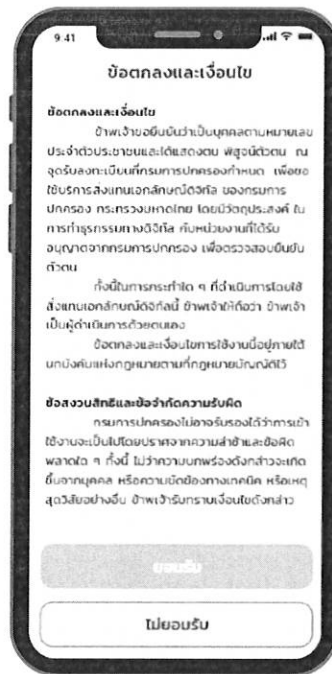 9.41
ข้อตกลงและเงื่อนไข
ข้อตกลงและเงื่อนไข
ข้าพเจ้าขอยืนยันว่าเป็นบุคคลตามหมายเลข
ประจำตัวประชาชนและได้แสดงตน พิสูจน์ตัวตน ณ
จุดรับลงทะเบียนที่กรมการปกครองกำหนด เพื่อขอ
ใช้บริการสิ่งแทนเอกลักษณ์ดิจิทัล ของกรมการ
ปกครอง กระทรวงมหาดไทย โดยมีวัตถุประสงค์ ใน
การทำธุรกรรมทางดิจิทัล กับหน่วยงานที่ได้รับ
อนุญาตจากกรมการปกครอง เพื่อตรวจสอบยืนยัน
ตัวตน
ทั้งนี้ในการกระทำใด ๆ ที่ดำเนินการโดยใช้
สิ่งแทนเอกลักษณ์ดิจิทัลนี้ ข้าพเจ้าให้ถือว่า ข้าพเจ้า
เป็นผู้ดำเนินการด้วยตนเอง
ข้อตกลงและเงื่อนไขการใช้งานนี้อยู่ภายใต้
บทบังคับแห่งกฎหมายตามที่กฎหมายบัญญัติไว้
ข้อสงวนสิทธิและข้อจำกัดความรับผิด
กรมการปกครองไม่อาจรับรองได้ว่าการเข้า
ใช้งานจะเป็นไปโดยปราศจากความล่าช้าและข้อผิด
พลาดใด ๆ ทั้งนี้ ไม่ว่าความบกพร่องดังกล่าวจะเกิด
ขึ้นจากบุคคล หรือความขัดข้องทางเทคนิค หรือเหตุ
สุดวิสัยอย่างอื่น ข้าพเจ้ารับทราบเงื่อนไขดังกล่าว
ยอมรับ
ไม่ยอมรับ